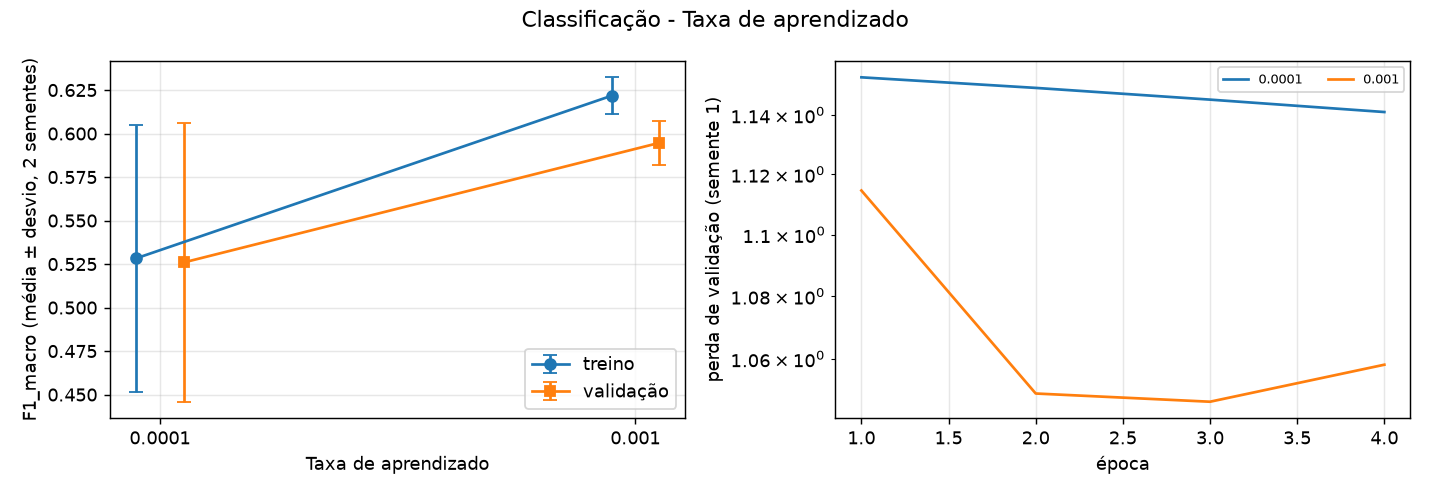 Classificação - Taxa de aprendizado
F1_macro (média ± desvio, 2 sementes)
0.625
0.600
0.575
0.550
0.525
0.500
0.475
0.450
treino
validação
0.0001
0.001
Taxa de aprendizado
perda de validação (semente 1)
1.14 × 10⁰
1.12 × 10⁰
1.1 × 10⁰
1.08 × 10⁰
1.06 × 10⁰
0.0001 0.001
1.0 1.5 2.0 2.5 3.0 3.5 4.0
época